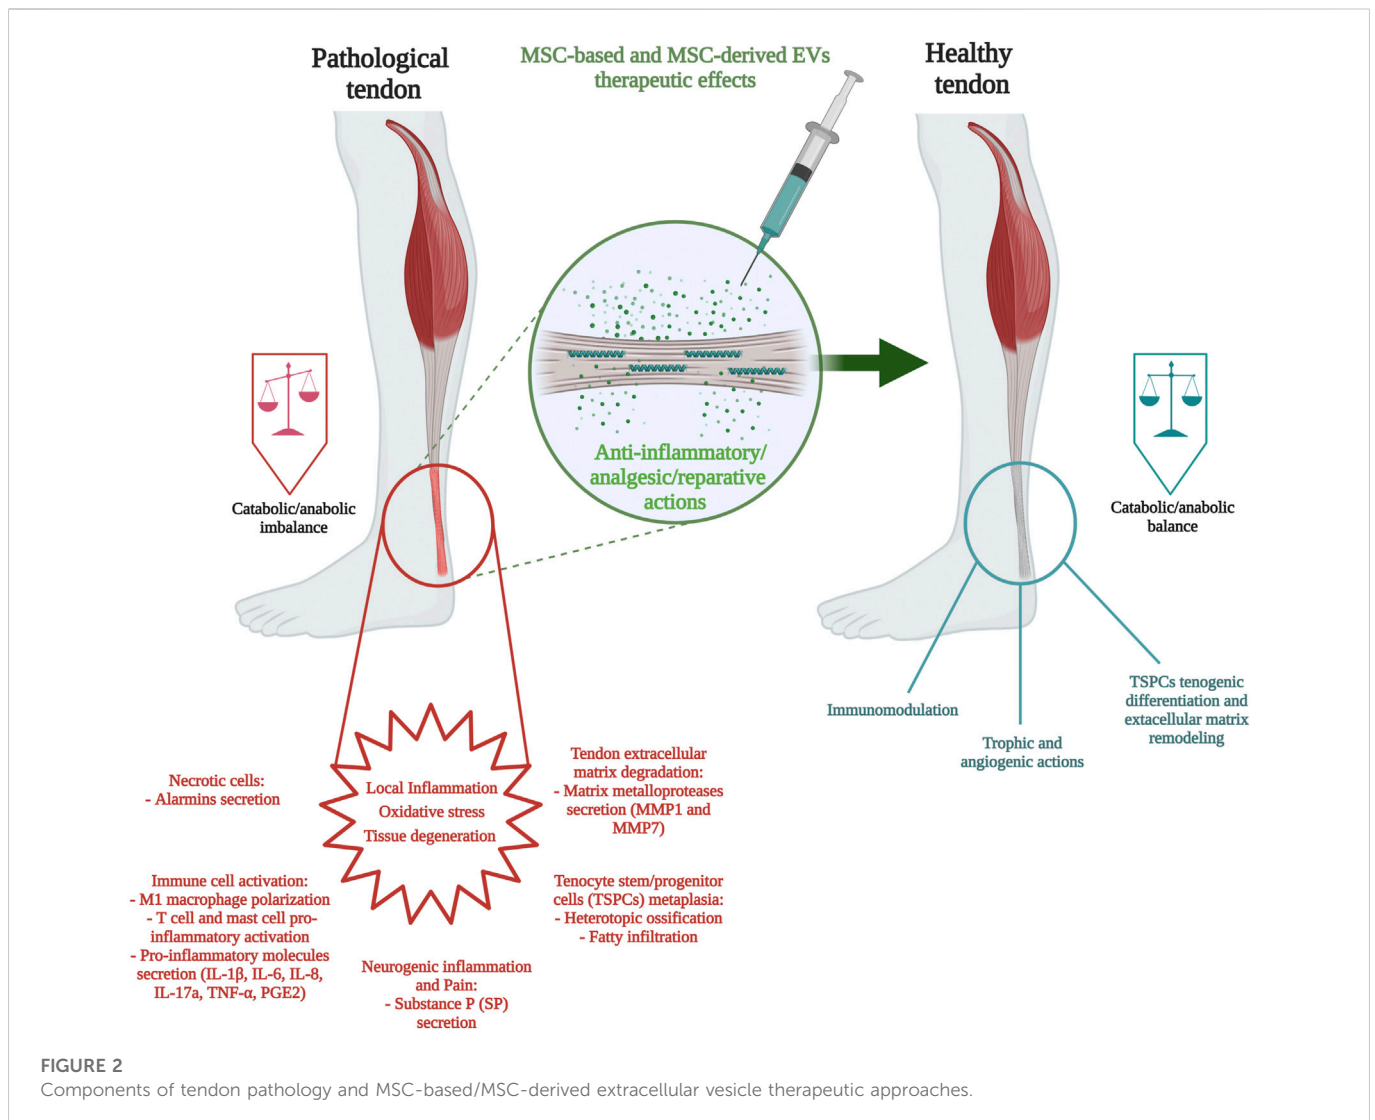 Pathological
tendon
MSC-based and MSC-derived EVs
therapeutic effects
Healthy
tendon
Anti-inflammatory/
analgesic/reparative
actions
Catabolic/anabolic
imbalance
Catabolic/anabolic
balance
Immunomodulation
Trophic and
angiogenic actions
TSPCs tenogenic
differentiation and
extacellular matrix
remodeling
Local Inflammation
Oxidative stress
Tissue degeneration
Necrotic cells:
- Alarmins secretion
Tendon extracellular
matrix degradation:
- Matrix metalloproteases
secretion (MMP1 and
MMP7)
Immune cell activation:
- M1 macrophage polarization
- T cell and mast cell pro-
inflammatory activation
- Pro-inflammatory molecules
secretion (IL-1β, IL-6, IL-8,
IL-17a, TNF-α, PGE2)
Tenocyte stem/progenitor
cells (TSPCs) metaplasia:
- Heterotopic ossification
- Fatty infiltration
Neurogenic inflammation
and Pain:
- Substance P (SP)
secretion
FIGURE 2
Components of tendon pathology and MSC-based/MSC-derived extracellular vesicle therapeutic approaches.